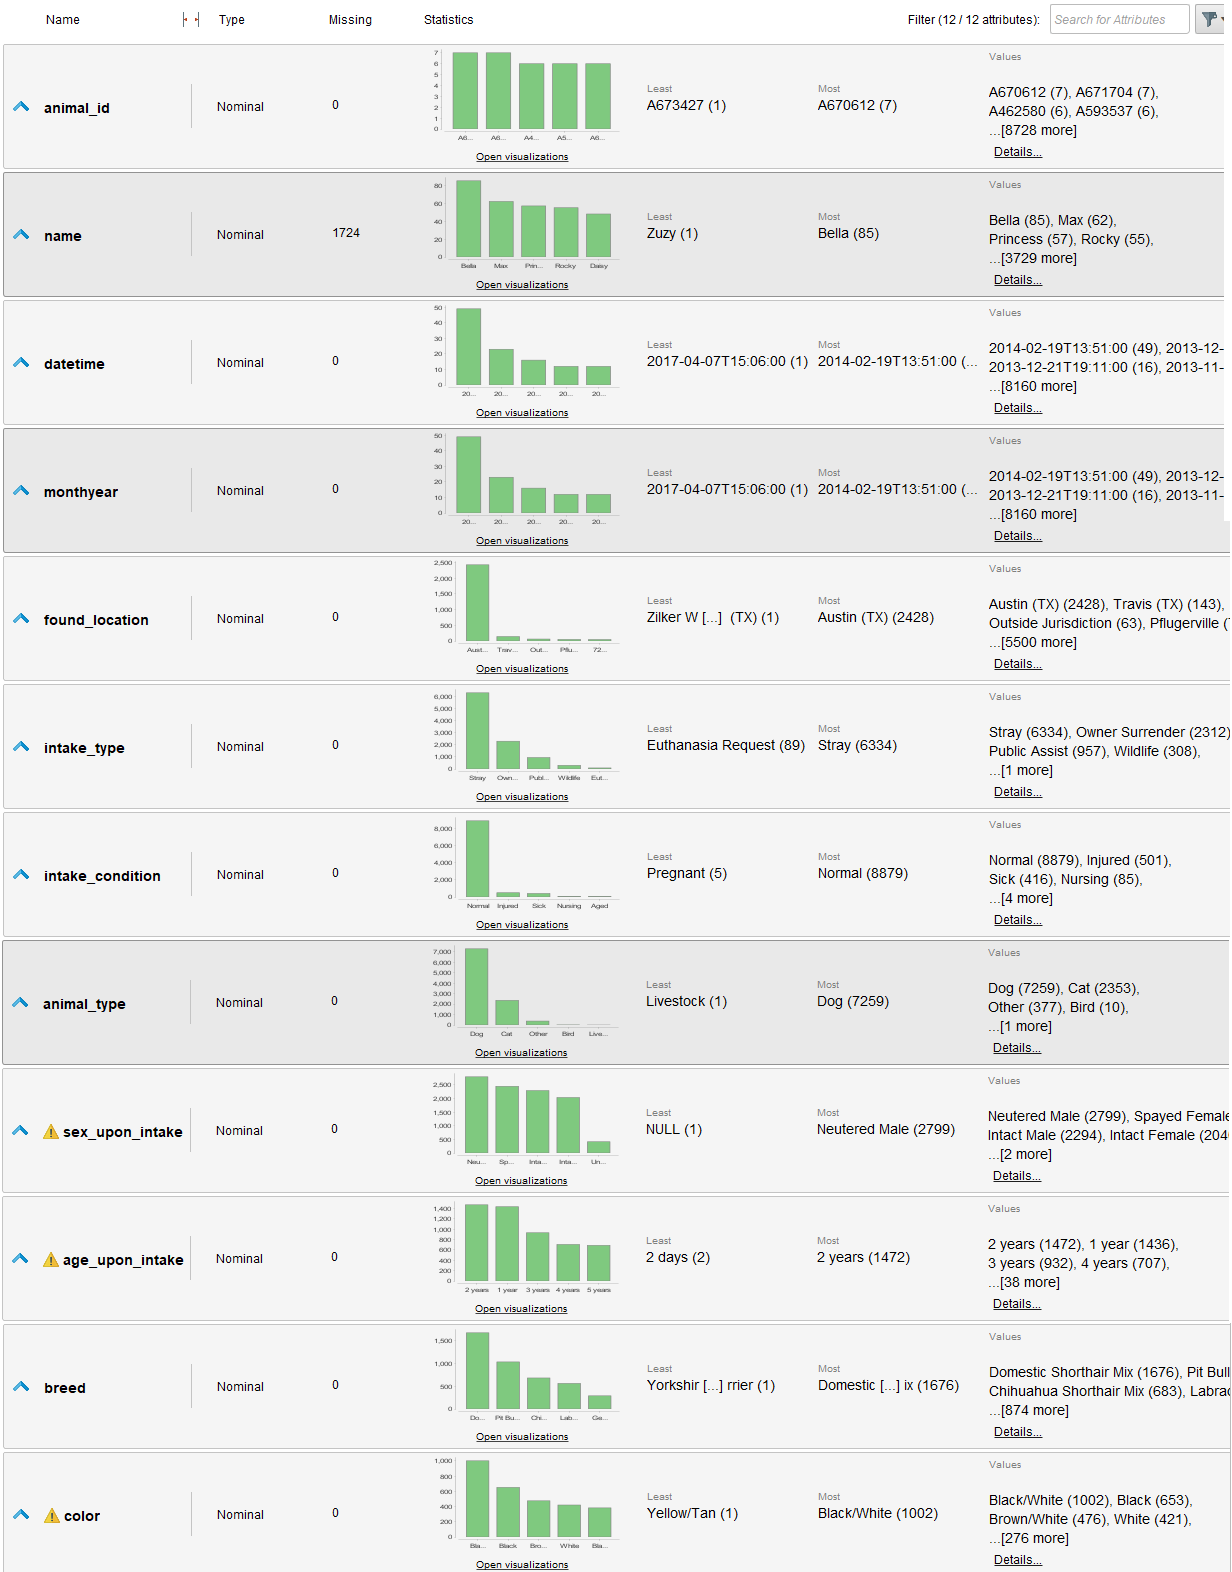 Name Type Missing Statistics Filter (12 / 12 attributes): Search for Attributes
animal_id Nominal 0
7
6
5
4
3
2
1
0
A6... A6... A4... A5... A6...
Open visualizations
Least
A673427 (1)
Most
A670612 (7)
Values
A670612 (7), A671704 (7),
A462580 (6), A593537 (6),
...[8728 more]
Details...
name Nominal 1724
80
60
40
20
0
Bella Max Prin... Rocky Daisy
Open visualizations
Least
Zuzy (1)
Most
Bella (85)
Values
Bella (85), Max (62),
Princess (57), Rocky (55),
...[3729 more]
Details...
datetime Nominal 0
50
40
30
20
10
0
20... 20... 20... 20... 20...
Open visualizations
Least
2017-04-07T15:06:00 (1)
Most
2014-02-19T13:51:00 (...
Values
2014-02-19T13:51:00 (49), 2013-12-
2013-12-21T19:11:00 (16), 2013-11-
...[8160 more]
Details...
monthyear Nominal 0
50
40
30
20
10
0
20... 20... 20... 20... 20...
Open visualizations
Least
2017-04-07T15:06:00 (1)
Most
2014-02-19T13:51:00 (...
Values
2014-02-19T13:51:00 (49), 2013-12-
2013-12-21T19:11:00 (16), 2013-11-
...[8160 more]
Details...
found_location Nominal 0
2,500
2,000
1,500
1,000
500
0
Aust... Trav... Out... Pflu... 72...
Open visualizations
Least
Zilker W [...] (TX) (1)
Most
Austin (TX) (2428)
Values
Austin (TX) (2428), Travis (TX) (143),
Outside Jurisdiction (63), Pflugerville (
...[5500 more]
Details...
intake_type Nominal 0
6,000
5,000
4,000
3,000
2,000
1,000
0
Stray Own... Publ... Wildlife Eut...
Open visualizations
Least
Euthanasia Request (89)
Most
Stray (6334)
Values
Stray (6334), Owner Surrender (2312)
Public Assist (957), Wildlife (308),
...[1 more]
Details...
intake_condition Nominal 0
8,000
6,000
4,000
2,000
0
Normal Injured Sick Nursing Aged
Open visualizations
Least
Pregnant (5)
Most
Normal (8879)
Values
Normal (8879), Injured (501),
Sick (416), Nursing (85),
...[4 more]
Details...
animal_type Nominal 0
7,000
6,000
5,000
4,000
3,000
2,000
1,000
0
Dog Cat Other Bird Live...
Open visualizations
Least
Livestock (1)
Most
Dog (7259)
Values
Dog (7259), Cat (2353),
Other (377), Bird (10),
...[1 more]
Details...
sex_upon_intake Nominal 0
2,500
2,000
1,500
1,000
500
0
Neu... Sp... Inta... Inta... Un...
Open visualizations
Least
NULL (1)
Most
Neutered Male (2799)
Values
Neutered Male (2799), Spayed Female
Intact Male (2294), Intact Female (204
...[2 more]
Details...
age_upon_intake Nominal 0
1,400
1,200
1,000
800
600
400
200
0
2 years 1 year 3 years 4 years 5 years
Open visualizations
Least
2 days (2)
Most
2 years (1472)
Values
2 years (1472), 1 year (1436),
3 years (932), 4 years (707),
...[38 more]
Details...
breed Nominal 0
1,500
1,000
500
0
Do... Pit Bu... Chi... Lab... Ge...
Open visualizations
Least
Yorkshir [...] rrier (1)
Most
Domestic [...] ix (1676)
Values
Domestic Shorthair Mix (1676), Pit Bull
Chihuahua Shorthair Mix (683), Labrad
...[874 more]
Details...
color Nominal 0
1,000
800
600
400
200
0
Bla... Black Bro... White Bla...
Open visualizations
Least
Yellow/Tan (1)
Most
Black/White (1002)
Values
Black/White (1002), Black (653),
Brown/White (476), White (421),
...[276 more]
Details...